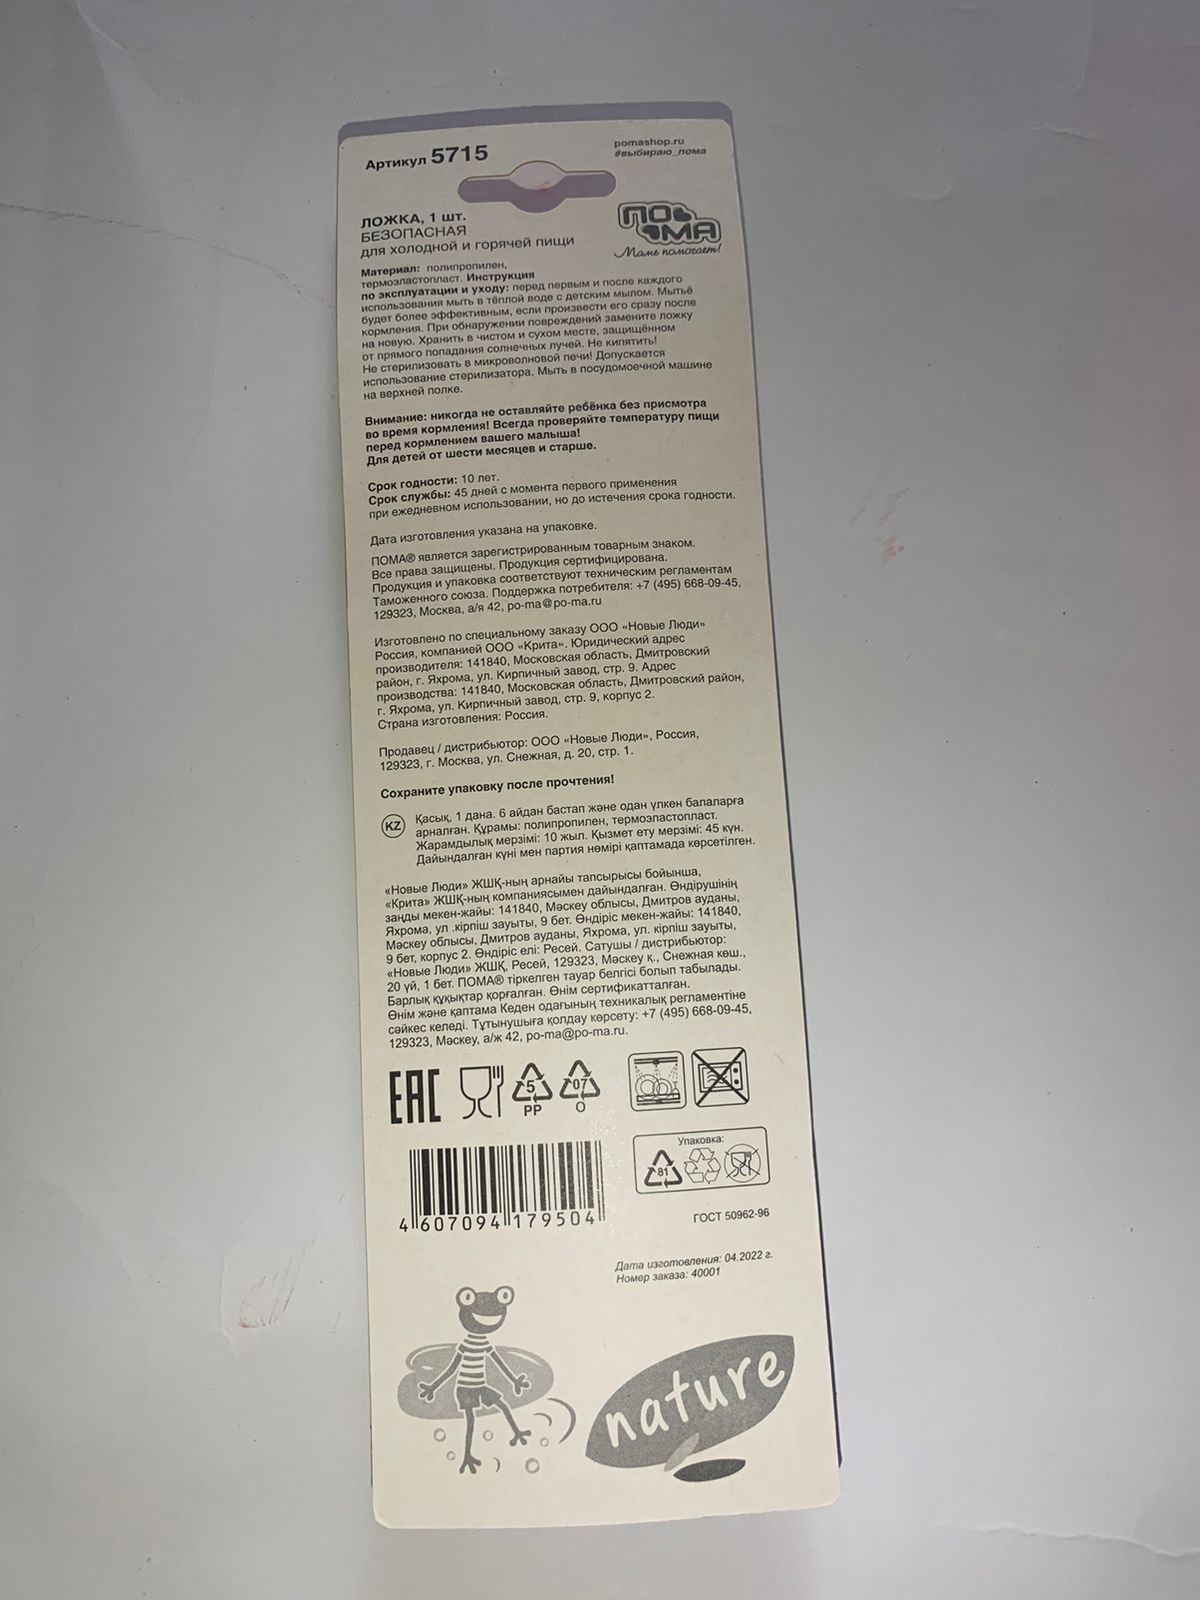 Артикул 5715
pomashop.ru
#выбираю_пома
ПОМА
Маме помогает!
ЛОЖКА, 1 шт.
БЕЗОПАСНАЯ
для холодной и горячей пищи
Материал: полипропилен,
термоэластопласт. Инструкция
по эксплуатации и уходу: перед первым и после каждого
использования мыть в тёплой воде с детским мылом. Мытьё
будет более эффективным, если произвести его сразу после
кормления. При обнаружении повреждений замените ложку
на новую. Хранить в чистом и сухом месте, защищённом
от прямого попадания солнечных лучей. Не кипятить!
Не стерилизовать в микроволновой печи! Допускается
использование стерилизатора. Мыть в посудомоечной машине
на верхней полке.
Внимание: никогда не оставляйте ребёнка без присмотра
во время кормления! Всегда проверяйте температуру пищи
перед кормлением вашего малыша!
Для детей от шести месяцев и старше.
Срок годности: 10 лет.
Срок службы: 45 дней с момента первого применения
при ежедневном использовании, но до истечения срока годности.
Дата изготовления указана на упаковке.
ПОМА® является зарегистрированным товарным знаком.
Все права защищены. Продукция сертифицирована.
Продукция и упаковка соответствуют техническим регламентам
Таможенного союза. Поддержка потребителя: +7 (495) 668-09-45,
129323, Москва, а/я 42, po-ma@po-ma.ru
Изготовлено по специальному заказу ООО «Новые Люди»
Россия, компанией ООО «Крита». Юридический адрес
производителя: 141840, Московская область, Дмитровский
район, г. Яхрома, ул. Кирпичный завод, стр. 9. Адрес
производства: 141840, Московская область, Дмитровский район,
г. Яхрома, ул. Кирпичный завод, стр. 9, корпус 2.
Страна изготовления: Россия.
Продавец / дистрибьютор: ООО «Новые Люди», Россия,
129323, г. Москва, ул. Снежная, д. 20, стр. 1.
Сохраните упаковку после прочтения!
KZ
Қасық, 1 дана. 6 айдан бастап және одан үлкен балаларға
арналған. Құрамы: полипропилен, термоэластопласт.
Жарамдылық мерзімі: 10 жыл. Қызмет ету мерзімі: 45 күн.
Дайындалған күні мен партия нөмірі қаптамада көрсетілген.
«Новые Люди» ЖШҚ-ның арнайы тапсырысы бойынша,
«Крита» ЖШҚ-ның компаниясымен дайындалған. Өндірушінің
заңды мекен-жайы: 141840, Мәскеу облысы, Дмитров ауданы,
Яхрома, ул .кірпіш зауыты, 9 бет. Өндіріс мекен-жайы: 141840,
Мәскеу облысы, Дмитров ауданы, Яхрома, ул. кірпіш зауыты,
9 бет, корпус 2. Өндіріс елі: Ресей. Сатушы / дистрибьютор:
«Новые Люди» ЖШҚ, Ресей, 129323, Мәскеу қ., Снежная көш.,
20 үй, 1 бет. ПОМА® тіркелген тауар белгісі болып табылады.
Барлық құқықтар қорғалған. Өнім сертификатталған.
Өнім және қаптама Кеден одағының техникалық регламентіне
сәйкес келеді. Тұтынушыға қолдау көрсету: +7 (495) 668-09-45,
129323, Мәскеу, а/ж 42, po-ma@po-ma.ru.
EAC
5
PP
07
O
Упаковка:
81
4 607094 179504
ГОСТ 50962-96
Дата изготовления: 04.2022 г.
Номер заказа: 40001
nature